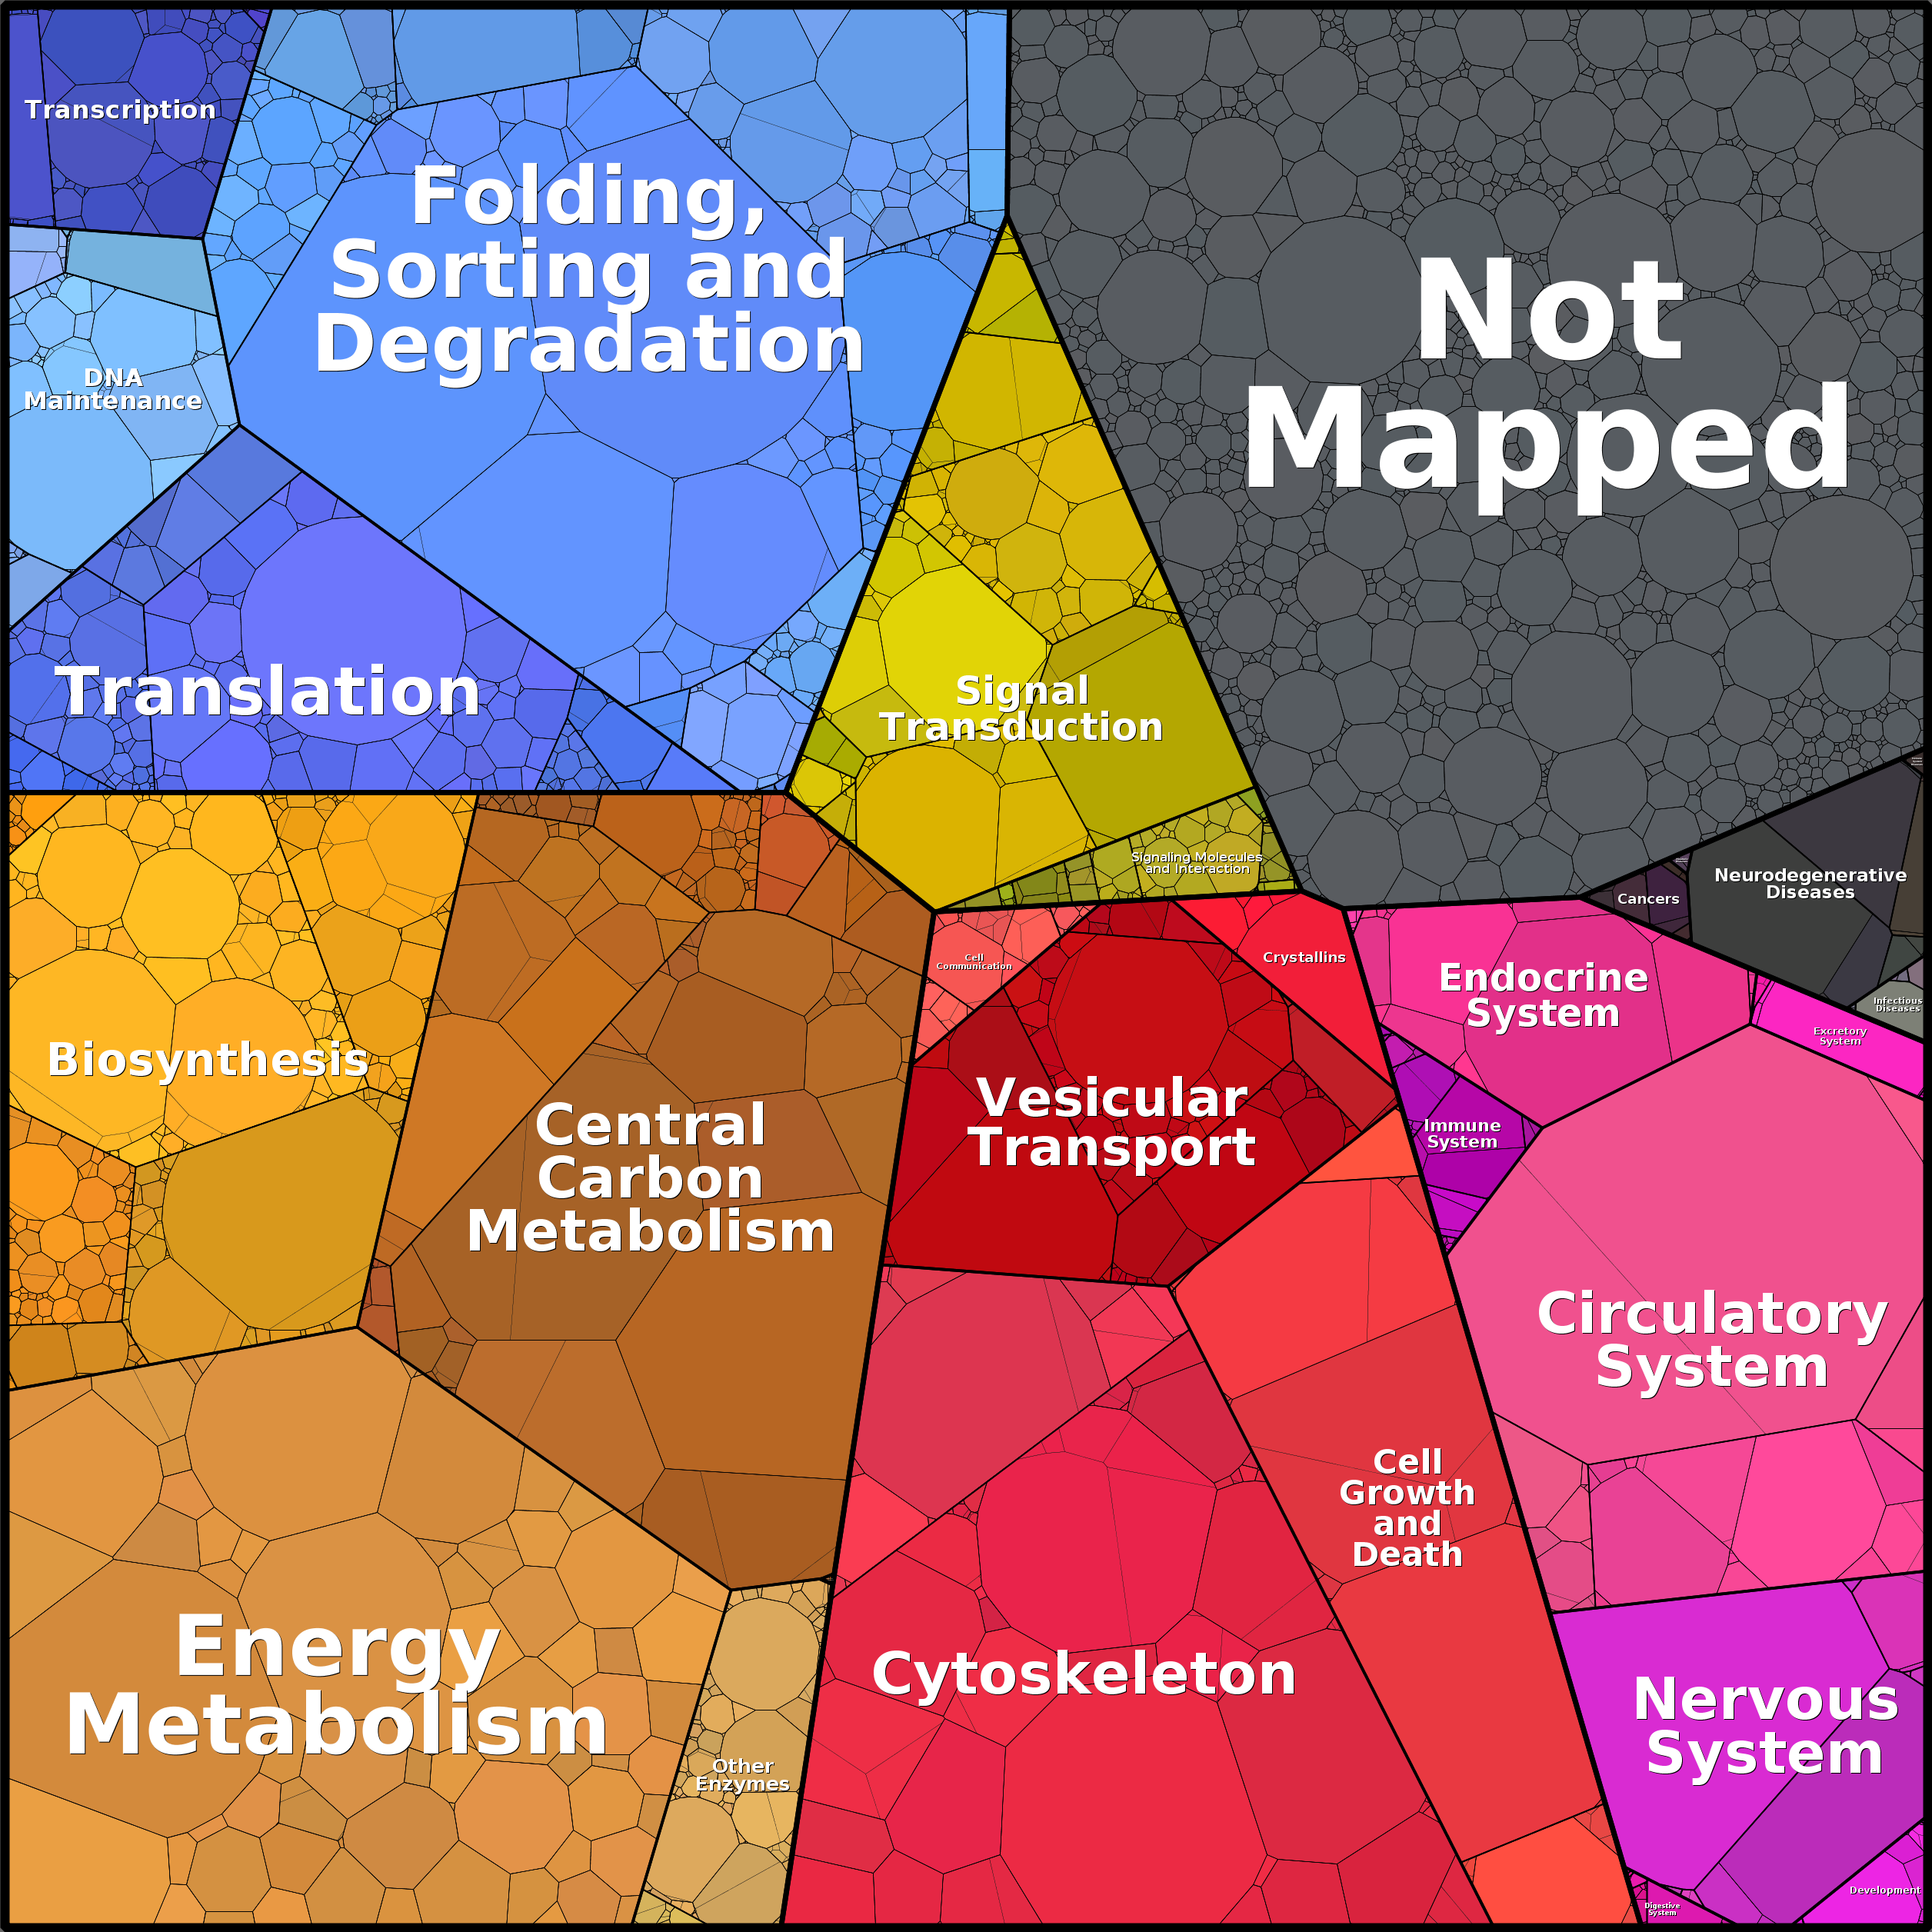 Transcription
Folding,
Sorting and
Degradation
DNA
Maintenance
Translation
Not
Mapped
Signal
Transduction
Signaling Molecules
and Interaction
Neurodegenerative
Diseases
Cancers
Infectious
Diseases
Biosynthesis
Central
Carbon
Metabolism
Cell
Communication
Crystallins
Vesicular
Transport
Endocrine
System
Excretory
System
Immune
System
Circulatory
System
Cell
Growth
and
Death
Energy
Metabolism
Other
Enzymes
Cytoskeleton
Nervous
System
Development
Digestive
System